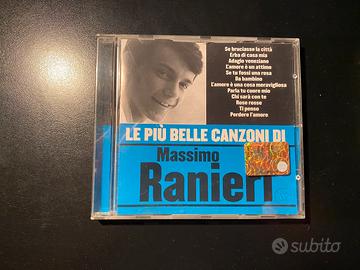 Se bruciasse la città
Erba di casa mia
Adagio veneziano
L'amore è un attimo
Se tu fossi una rosa
Da bambino
L'amore è una cosa meravigliosa
Parla tu cuore mio
Chi sarà con te
Rose rosse
Ti penso
Perdere l'amore
LE PIÙ BELLE CANZONI DI
Massimo
Ranieri
subito